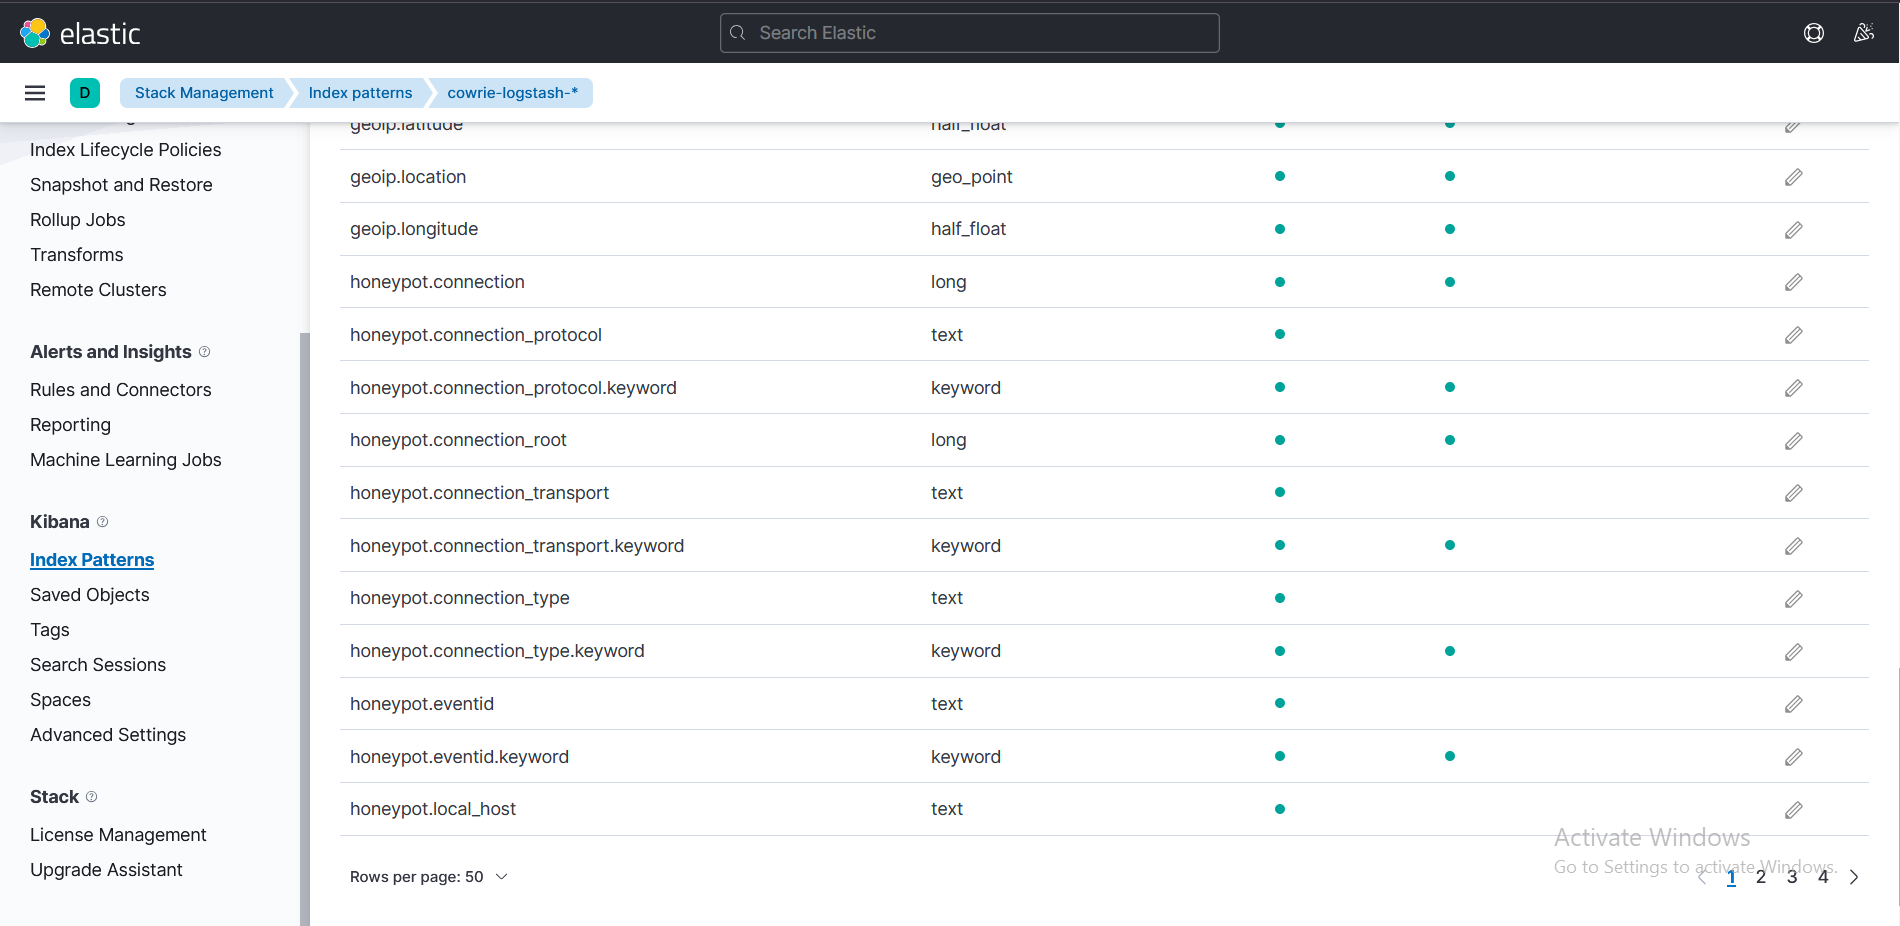 elastic
Search Elastic
D
Stack Management
Index patterns
cowrie-logstash-*
Index Lifecycle Policies
Snapshot and Restore
Rollup Jobs
Transforms
Remote Clusters
Alerts and Insights
Rules and Connectors
Reporting
Machine Learning Jobs
Kibana
Index Patterns
Saved Objects
Tags
Search Sessions
Spaces
Advanced Settings
Stack
License Management
Upgrade Assistant
geoip.latitude half_float
geoip.location geo_point
geoip.longitude half_float
honeypot.connection long
honeypot.connection_protocol text
honeypot.connection_protocol.keyword keyword
honeypot.connection_root long
honeypot.connection_transport text
honeypot.connection_transport.keyword keyword
honeypot.connection_type text
honeypot.connection_type.keyword keyword
honeypot.eventid text
honeypot.eventid.keyword keyword
honeypot.local_host text
Activate Windows
Go to Settings to activate Windows.
Rows per page: 50
1 2 3 4